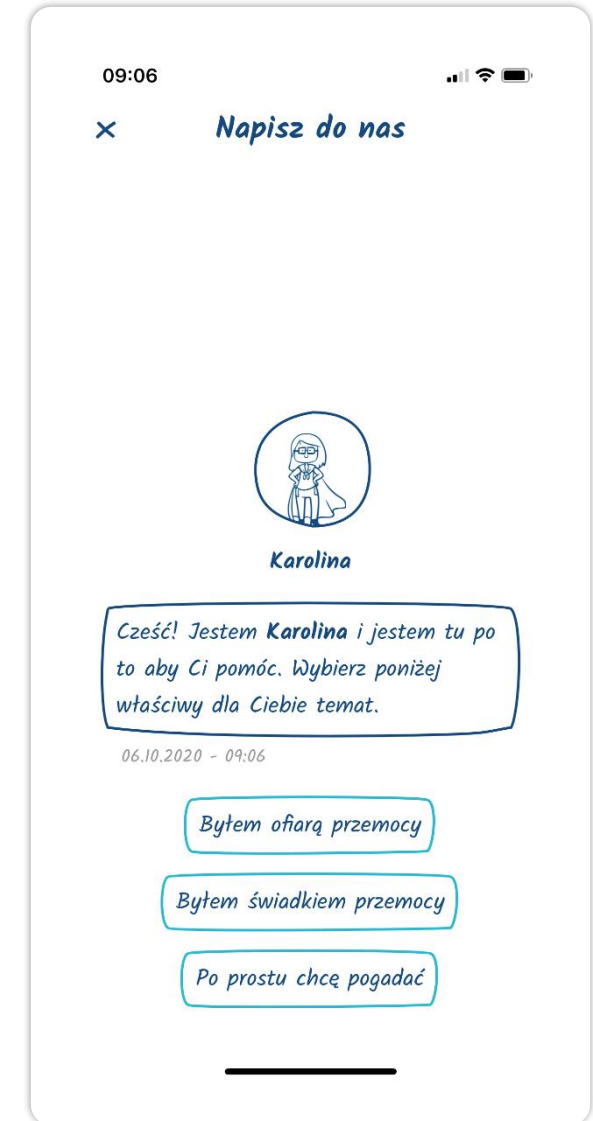 09:06
Napisz do nas
Karolina
Cześć! Jestem Karolina i jestem tu po
to aby Ci pomóc. Wybierz poniżej
właściwy dla Ciebie temat.
06.10.2020 - 09:06
Byłem ofiarą przemocy
Byłem świadkiem przemocy
Po prostu chcę pogadać